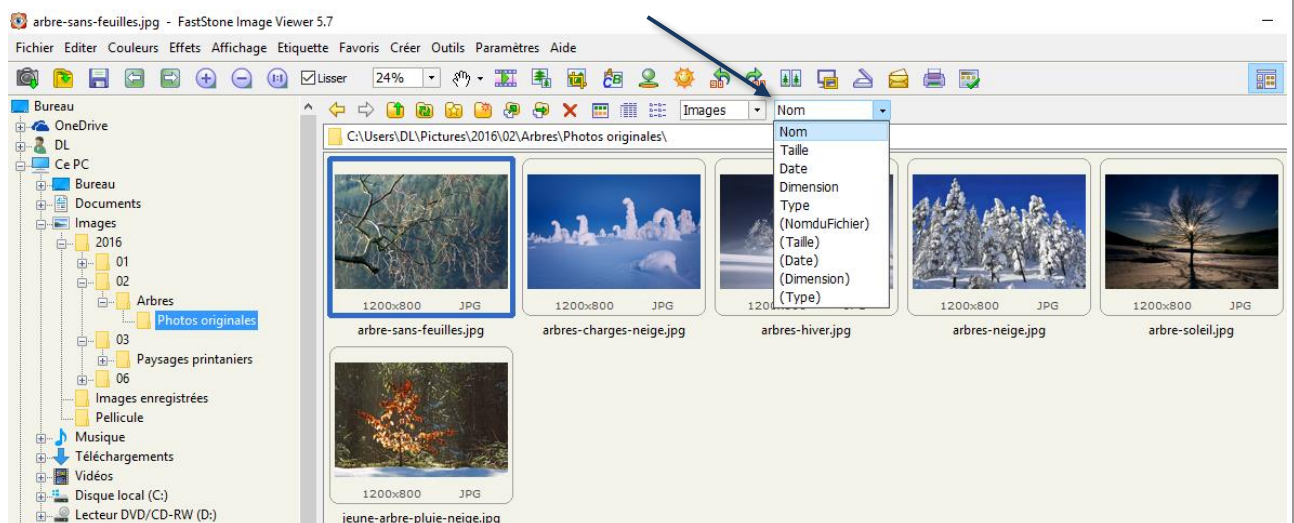 arbre-sans-feuilles.jpg - FastStone Image Viewer 5.7
Fichier Editer Couleurs Effets Affichage Etiquette Favoris Créer Outils Paramètres Aide
Lisser 24%
Bureau
OneDrive
DL
Ce PC
Bureau
Documents
Images
2016
01
02
Arbres
Photos originales
03
Paysages printaniers
06
Images enregistrées
Pellicule
Musique
Téléchargements
Vidéos
Disque local (C:)
Lecteur DVD/CD-RW (D:)
Images Nom
C:\Users\DL\Pictures\2016\02\Arbres\Photos originales\
Nom
Taille
Date
Dimension
Type
(NomduFichier)
(Taille)
(Date)
(Dimension)
(Type)
1200x800 JPG
arbre-sans-feuilles.jpg
1200x800 JPG
arbres-charges-neige.jpg
arbres-hiver.jpg
1200x800 JPG
arbres-neige.jpg
1200x800 JPG
arbre-soleil.jpg
1200x800 JPG
jeune-arbre-pluie-neige.jpg